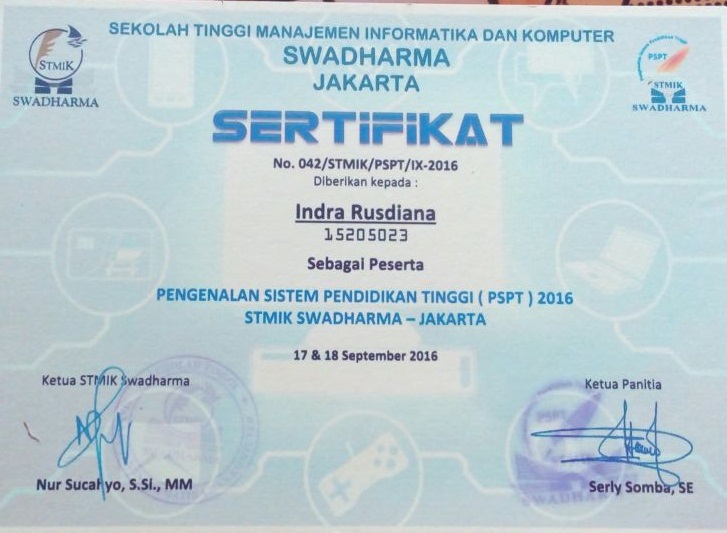 SEKOLAH TINGGI MANAJEMEN INFORMATIKA DAN KOMPUTER
SWADHARMA
JAKARTA
STMIK
SWADHARMA
PSPT
STMIK
SWADHARMA
SERTIFIKAT
No. 042/STMIK/PSPT/IX-2016
Diberikan kepada :
Indra Rusdiana
15205023
Sebagai Peserta
PENGENALAN SISTEM PENDIDIKAN TINGGI ( PSPT ) 2016
STMIK SWADHARMA – JAKARTA
17 & 18 September 2016
Ketua STMIK Swadharma
Nur Sucahyo, S.Si., MM
Ketua Panitia
Serly Somba, SE